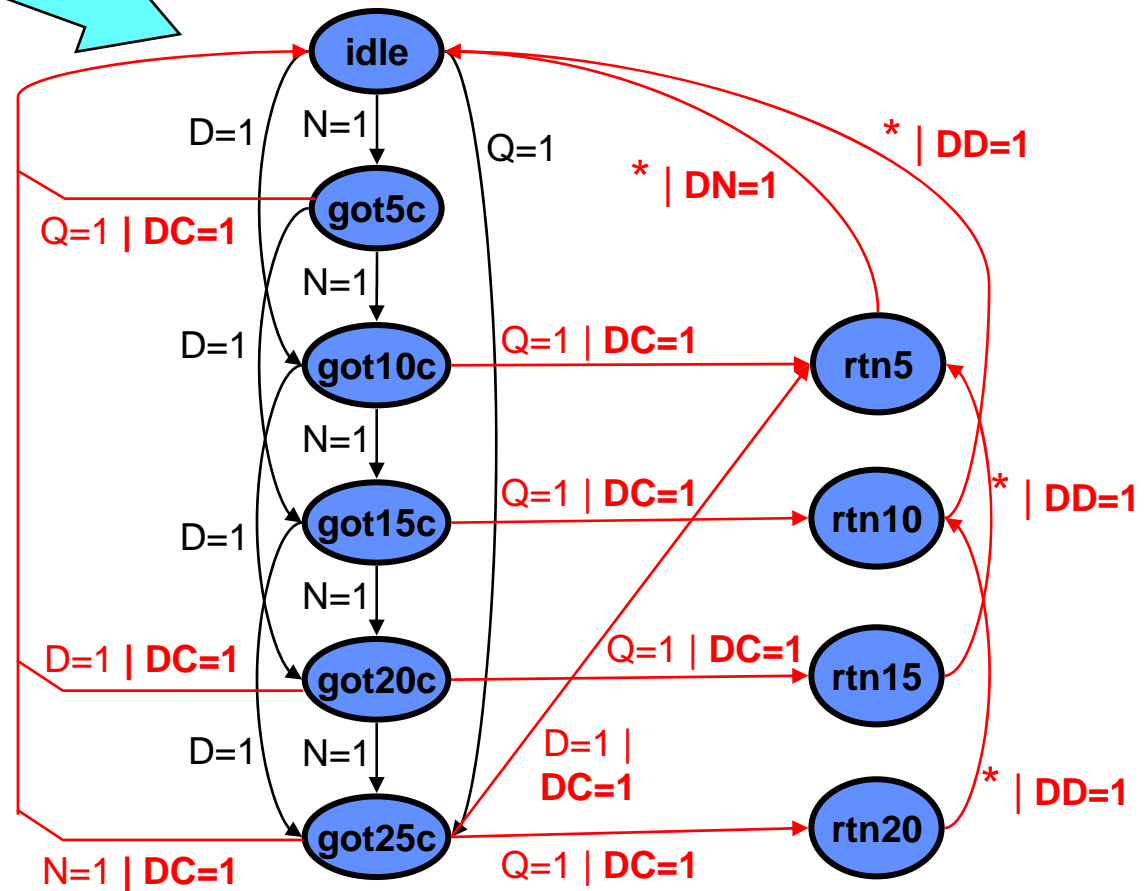 idle
D=1
N=1
Q=1
* | DN=1
* | DD=1
got5c
Q=1 | DC=1
N=1
D=1
got10c
Q=1 | DC=1
rtn5
N=1
got15c
Q=1 | DC=1
rtn10
* | DD=1
D=1
N=1
D=1 | DC=1
got20c
Q=1 | DC=1
rtn15
D=1
N=1
D=1 |
DC=1
* | DD=1
got25c
rtn20
N=1 | DC=1
Q=1 | DC=1